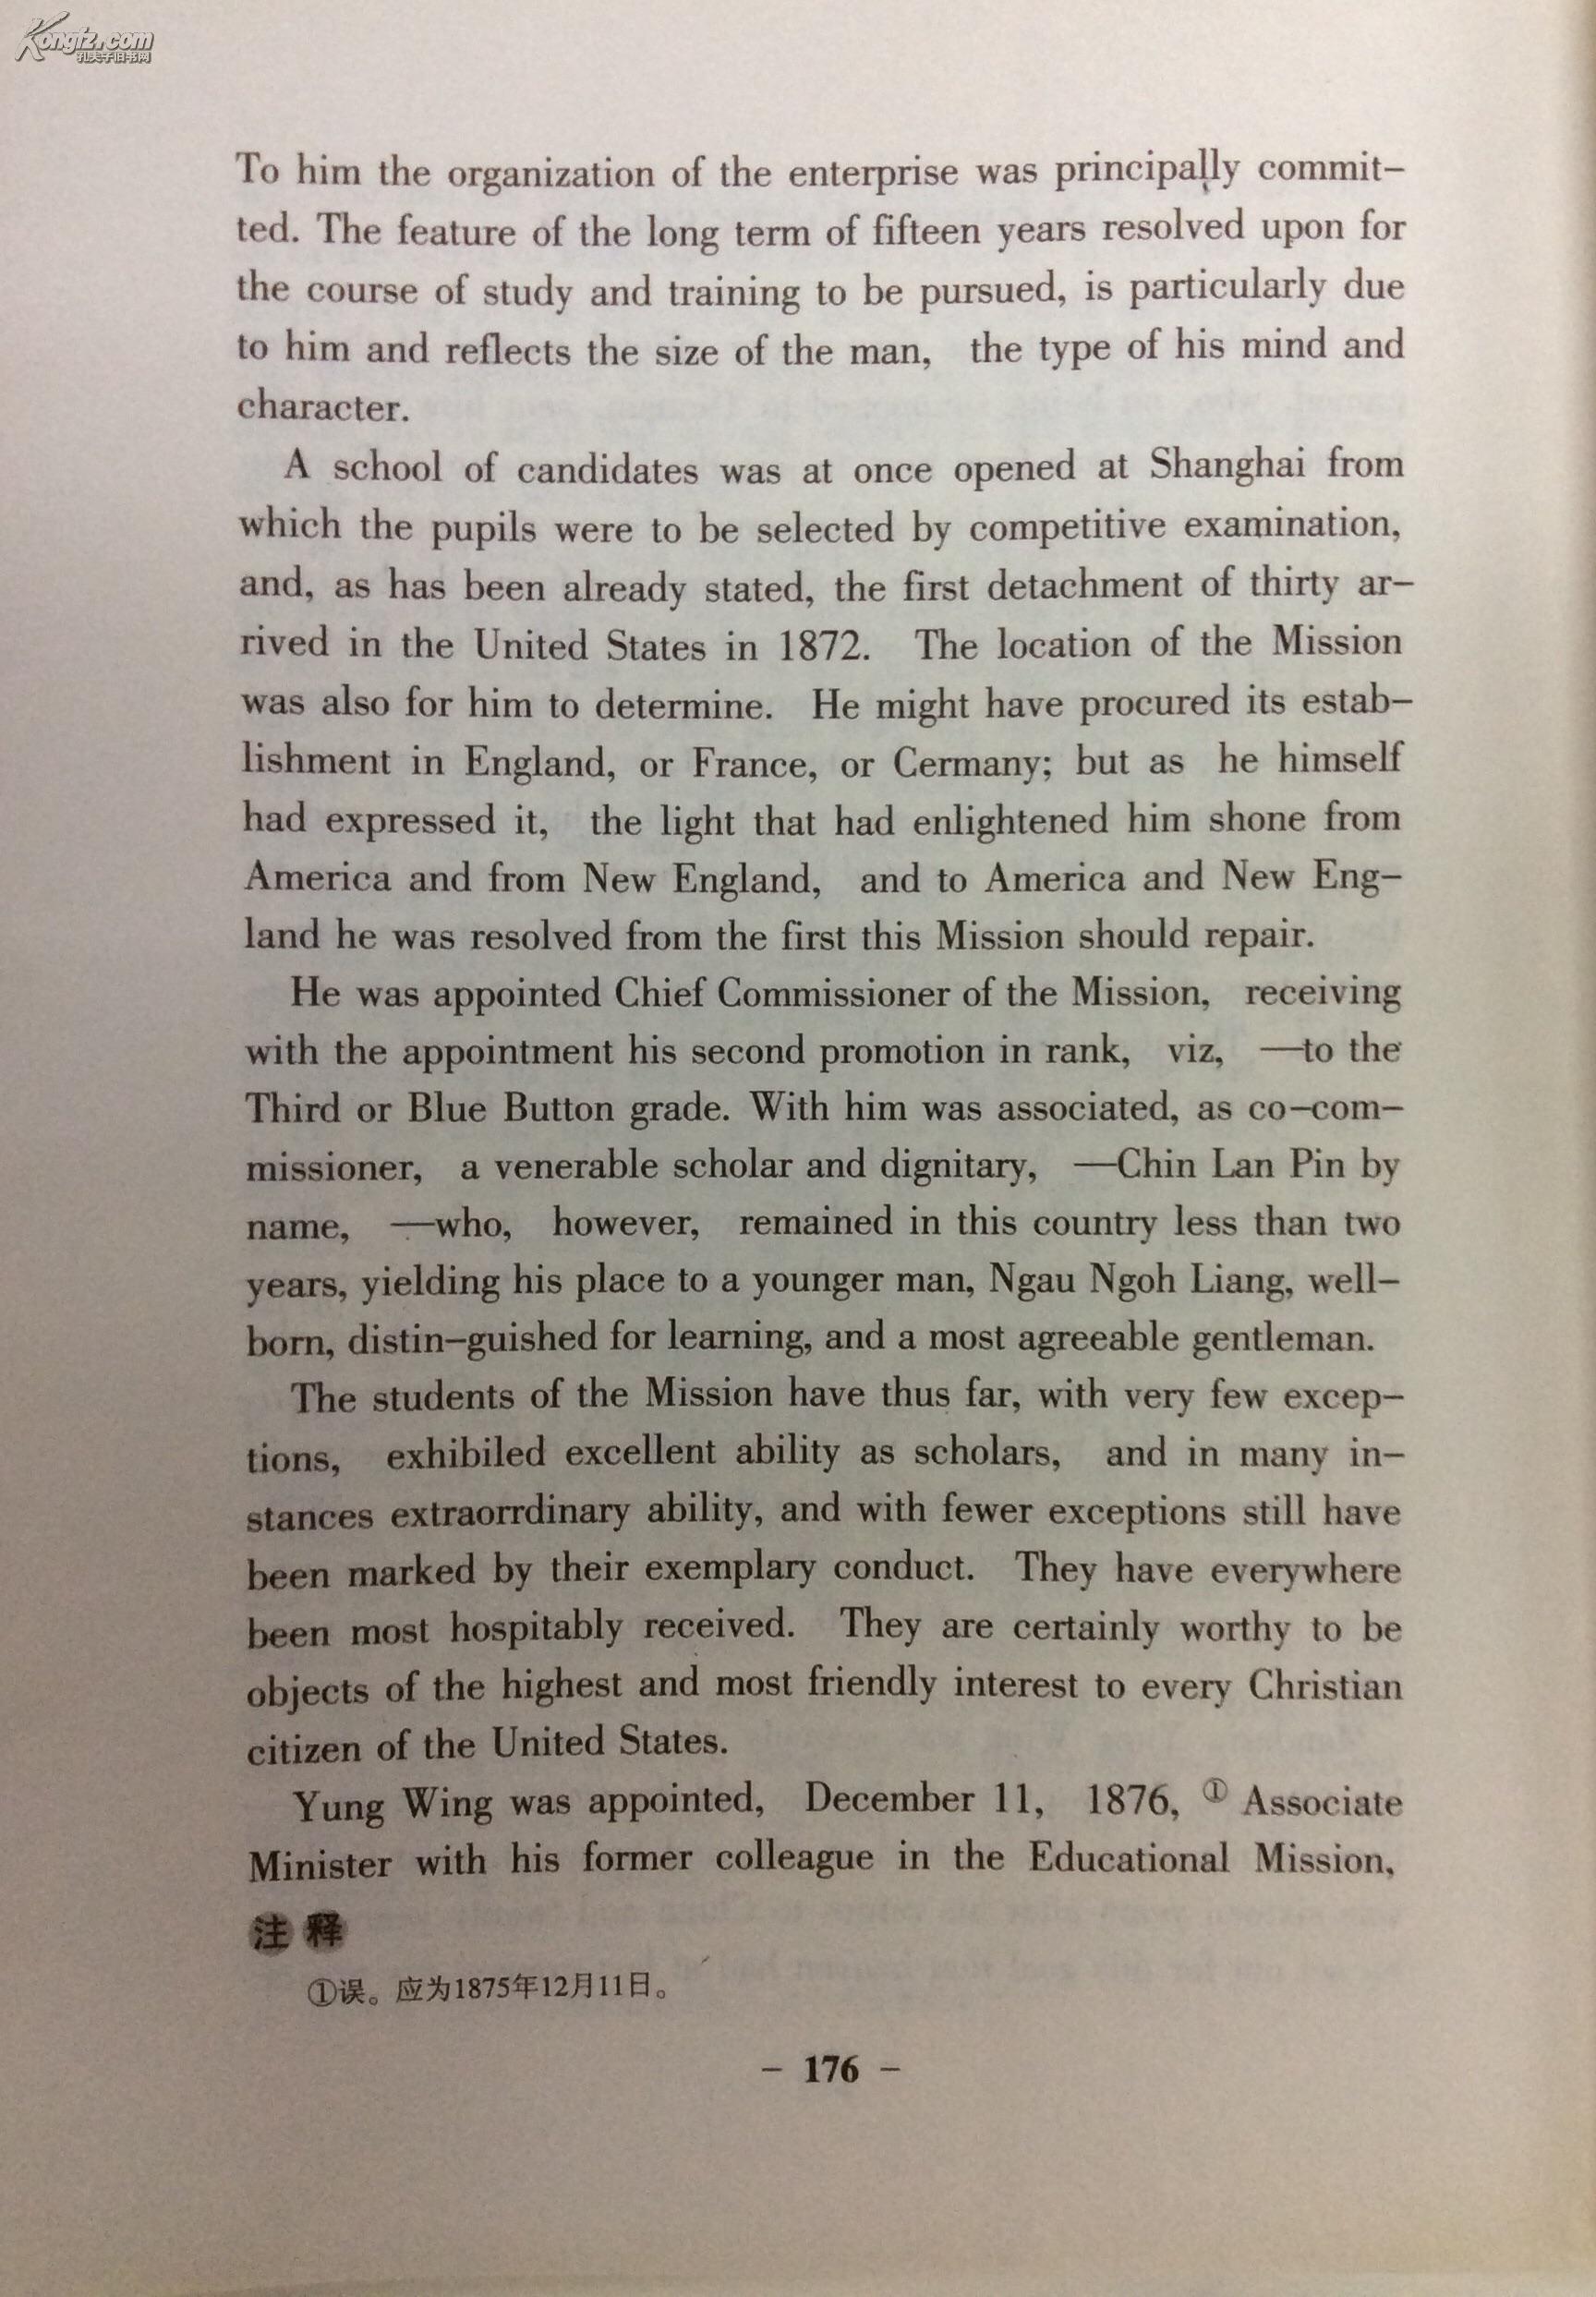 Kongfz.com
孔夫子旧书网
To him the organization of the enterprise was principally commit-
ted. The feature of the long term of fifteen years resolved upon for
the course of study and training to be pursued, is particularly due
to him and reflects the size of the man, the type of his mind and
character.
A school of candidates was at once opened at Shanghai from
which the pupils were to be selected by competitive examination,
and, as has been already stated, the first detachment of thirty ar-
rived in the United States in 1872. The location of the Mission
was also for him to determine. He might have procured its estab-
lishment in England, or France, or Cermany; but as he himself
had expressed it, the light that had enlightened him shone from
America and from New England, and to America and New Eng-
land he was resolved from the first this Mission should repair.
He was appointed Chief Commissioner of the Mission, receiving
with the appointment his second promotion in rank, viz, —to the
Third or Blue Button grade. With him was associated, as co-com-
missioner, a venerable scholar and dignitary, —Chin Lan Pin by
name, —who, however, remained in this country less than two
years, yielding his place to a younger man, Ngau Ngoh Liang, well-
born, distin-guished for learning, and a most agreeable gentleman.
The students of the Mission have thus far, with very few excep-
tions, exhibiled excellent ability as scholars, and in many in-
stances extraorrdinary ability, and with fewer exceptions still have
been marked by their exemplary conduct. They have everywhere
been most hospitably received. They are certainly worthy to be
objects of the highest and most friendly interest to every Christian
citizen of the United States.
Yung Wing was appointed, December 11, 1876, ① Associate
Minister with his former colleague in the Educational Mission,
注释
①误。应为1875年12月11日。
- 176 -